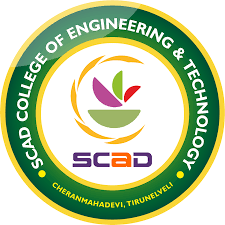 SCAD COLLEGE OF ENGINEERING & TECHNOLOGY
SCAD
CHERANMAHADEVI, TIRUNELVELI